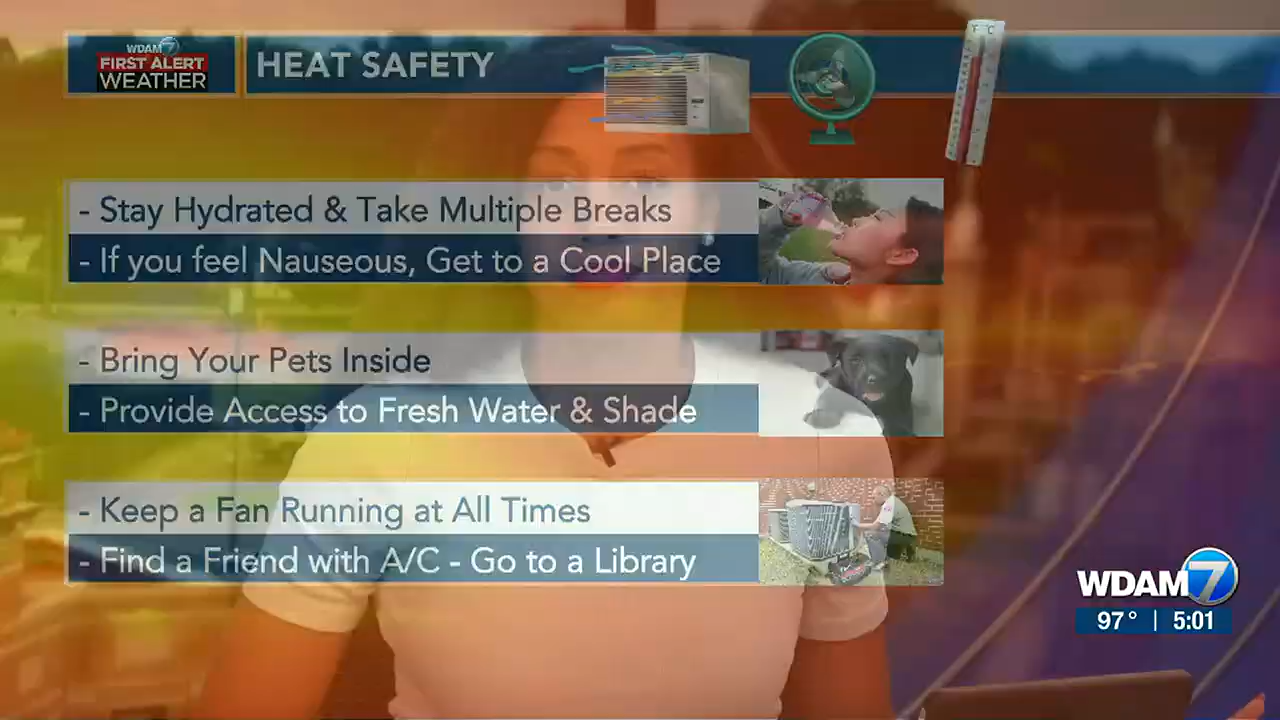 WDAM 7
FIRST ALERT
WEATHER
HEAT SAFETY
- Stay Hydrated & Take Multiple Breaks
- If you feel Nauseous, Get to a Cool Place
- Bring Your Pets Inside
- Provide Access to Fresh Water & Shade
- Keep a Fan Running at All Times
- Find a Friend with A/C - Go to a Library
WDAM 7
97° | 5:01